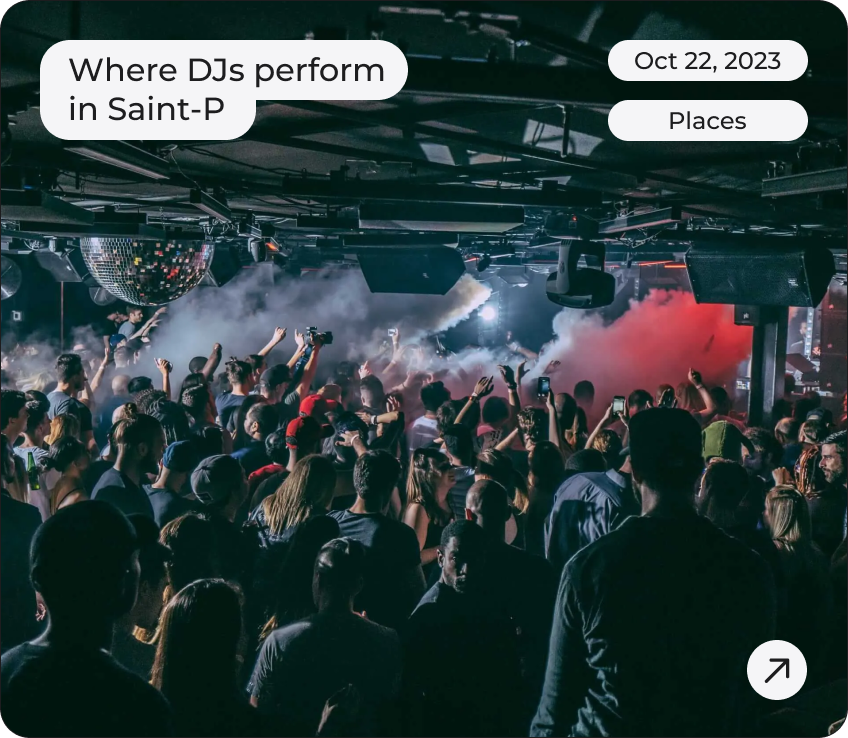 Where DJs perform
in Saint-P
Oct 22, 2023
Places